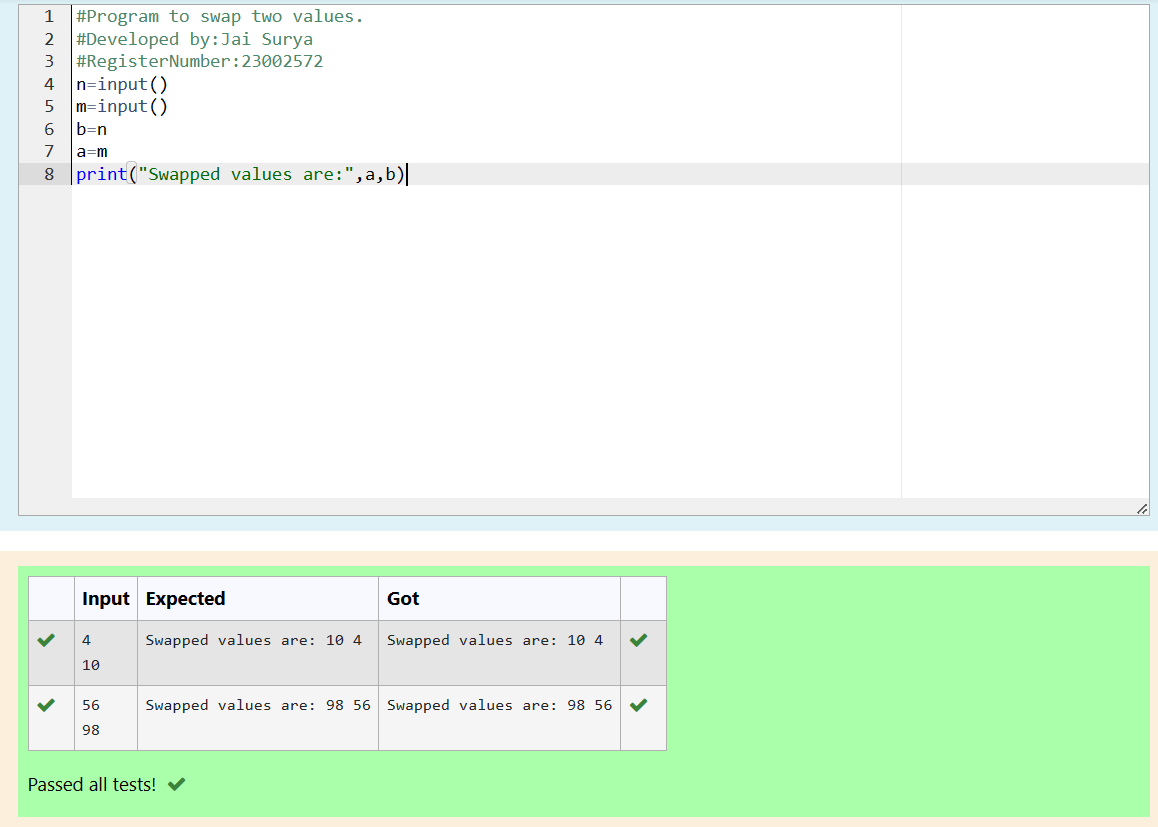 1 #Program to swap two values.
2 #Developed by:Jai Surya
3 #RegisterNumber:23002572
4 n=input()
5 m=input()
6 b=n
7 a=m
8 print("Swapped values are:",a,b)
Input Expected Got
4 Swapped values are: 10 4 Swapped values are: 10 4
10
56 Swapped values are: 98 56 Swapped values are: 98 56
98
Passed all tests!